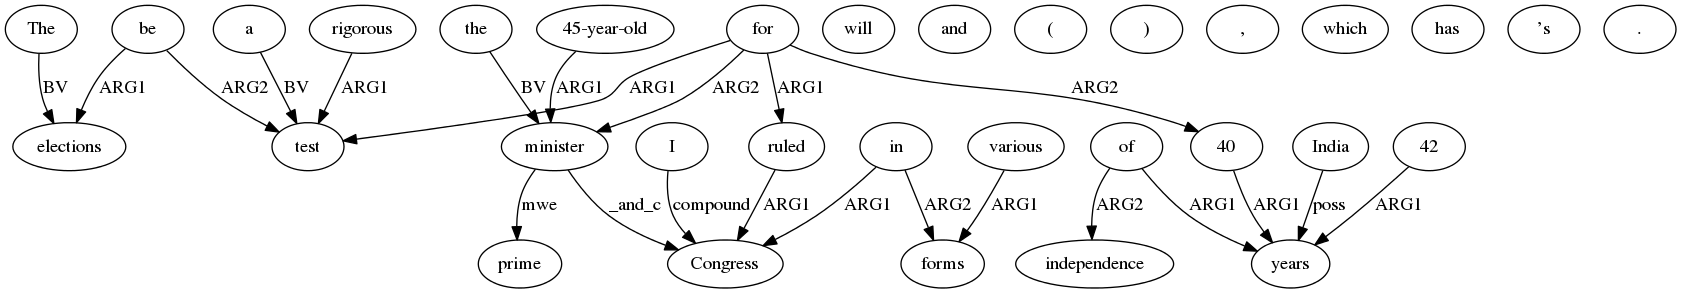 The be a rigorous the 45-year-old for will and ( ) , which has ’s .
BV ARG1 ARG2 BV ARG1 BV ARG1 ARG1 ARG2 ARG1 ARG2
elections test minister I ruled in various of 40 India 42
mwe _and_c compound ARG1 ARG1 ARG2 ARG1 ARG2 ARG1 ARG1 poss ARG1
prime Congress forms independence years